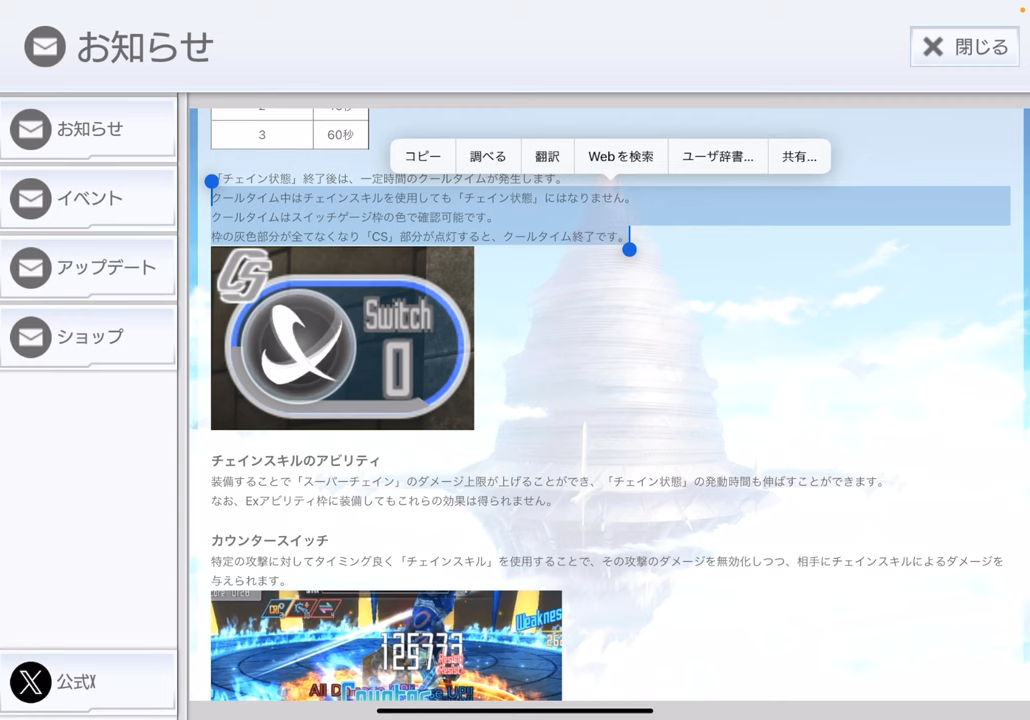 お知らせ
閉じる
お知らせ
イベント
アップデート
ショップ
公式X
3 60秒
コピー 調べる 翻訳 Webを検索 ユーザ辞書... 共有...
「チェイン状態」終了後は、一定時間のクールタイムが発生します。
クールタイム中はチェインスキルを使用しても「チェイン状態」にはなりません。
クールタイムはスイッチゲージ枠の色で確認可能です。
枠の灰色部分が全てなくなり「CS」部分が点灯すると、クールタイム終了です。
CS
Switch
0
チェインスキルのアビリティ
装備することで「スーパーチェイン」のダメージ上限が上げることができ、「チェイン状態」の発動時間も伸ばすことができます。
なお、Exアビリティ枠に装備してもこれらの効果は得られません。
カウンタースイッチ
特定の攻撃に対してタイミング良く「チェインスキル」を使用することで、その攻撃のダメージを無効化しつつ、相手にチェインスキルによるダメージを
与えられます。
Weakness
125773